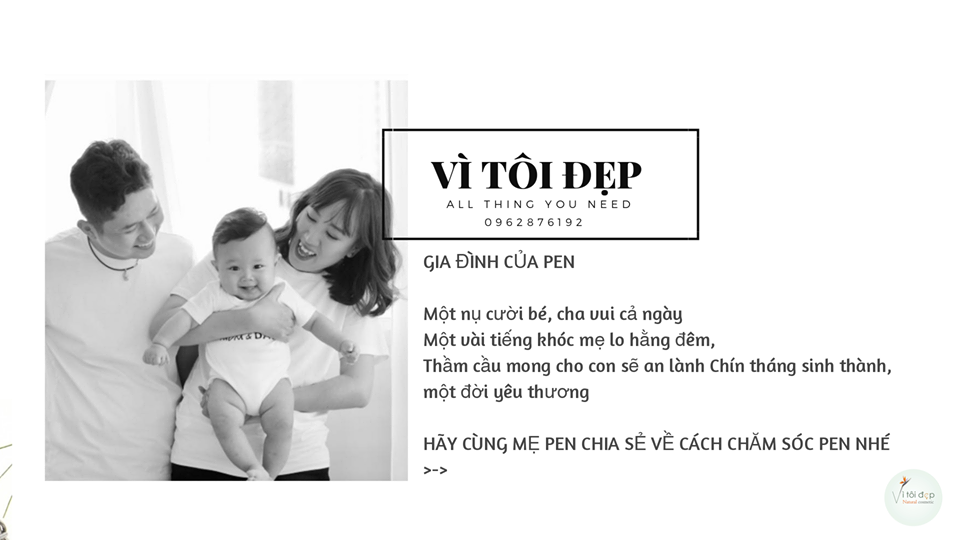 VÌ TÔI ĐẸP
ALL THING YOU NEED
0962876192
GIA ĐÌNH CỦA PEN
Một nụ cười bé, cha vui cả ngày
Một vài tiếng khóc mẹ lo hằng đêm,
Thầm cầu mong cho con sẽ an lành Chín tháng sinh thành,
một đời yêu thương
HÃY CÙNG MẸ PEN CHIA SẺ VỀ CÁCH CHĂM SÓC PEN NHÉ
>->
Vì tôi đẹp
Natural cosmetic